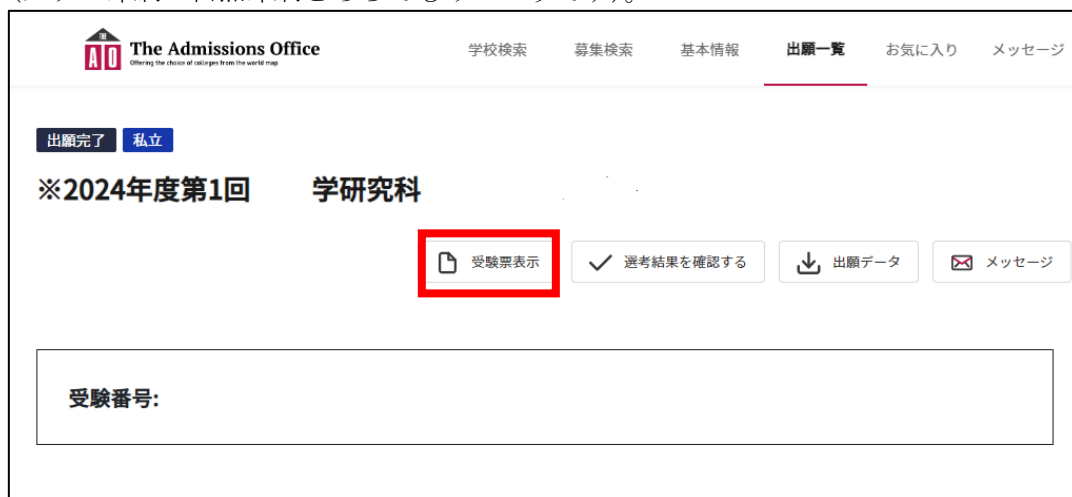 THE
AO
The Admissions Office
Offering the choice of colleges from the world map
学校検索 募集検索 基本情報 出願一覧 お気に入り メッセージ
出願完了 私立
※2024年度第1回 学研究科
受験票表示 選考結果を確認する 出願データ メッセージ
受験番号: